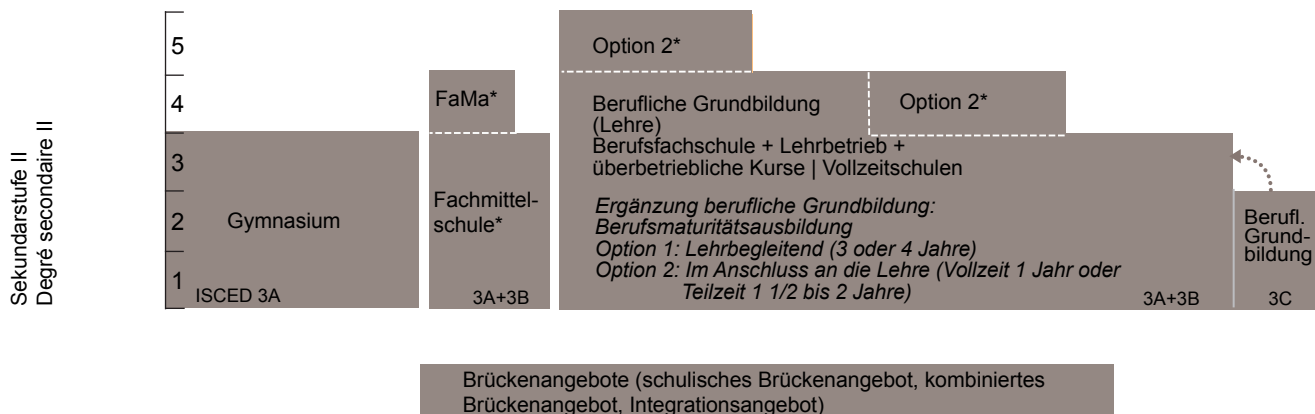 Sekundarstufe II
Degré secondaire II
5
4
3
2
1
Gymnasium
ISCED 3A
FaMa*
Fachmittel-
schule*
3A+3B
Option 2*
Berufliche Grundbildung
(Lehre)
Berufsfachschule + Lehrbetrieb +
überbetriebliche Kurse | Vollzeitschulen
Option 2*
Ergänzung berufliche Grundbildung:
Berufsmaturitätsausbildung
Option 1: Lehrbegleitend (3 oder 4 Jahre)
Option 2: Im Anschluss an die Lehre (Vollzeit 1 Jahr oder
Teilzeit 1 1/2 bis 2 Jahre)
3A+3B
Berufl.
Grund-
bildung
3C
Brückenangebote (schulisches Brückenangebot, kombiniertes
Brückenangebot, Integrationsangebot)